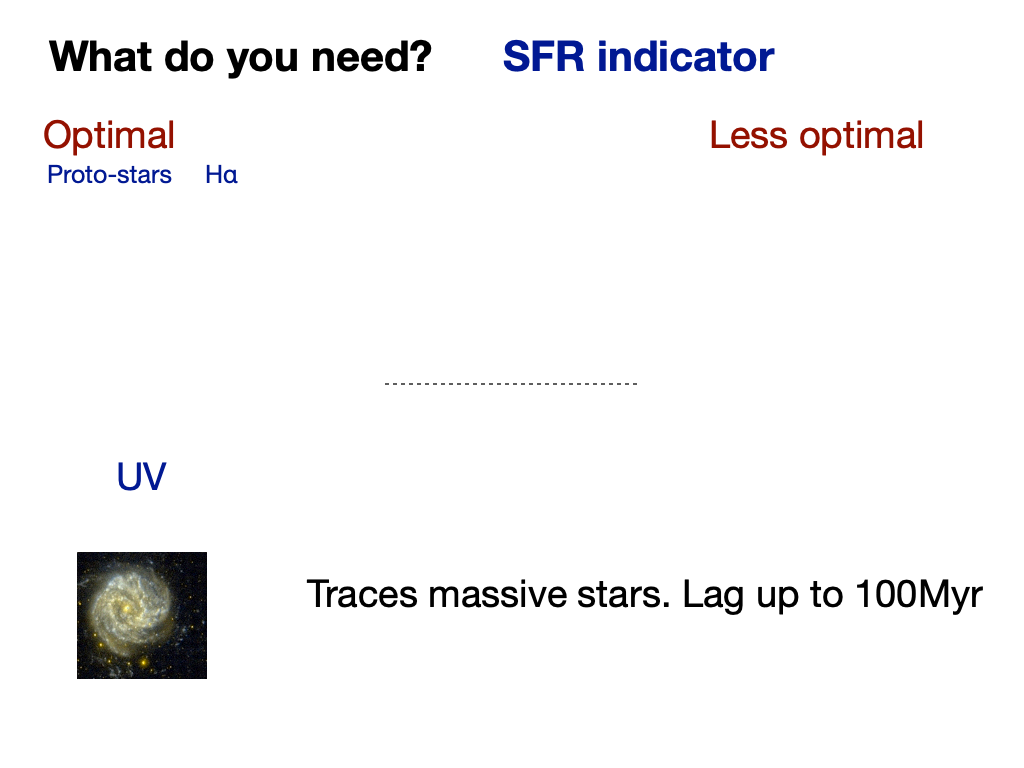 What do you need? SFR indicator
Optimal Less optimal
Proto-stars Hα
UV
Traces massive stars. Lag up to 100Myr